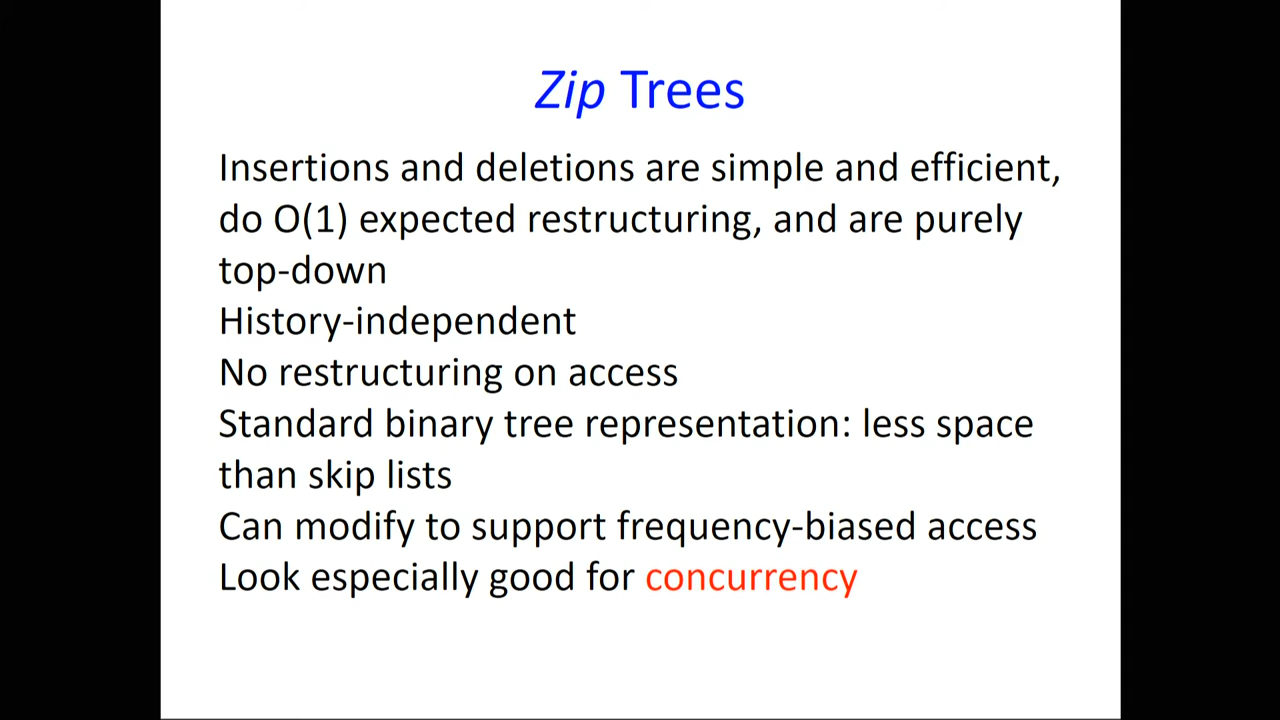 Zip Trees
Insertions and deletions are simple and efficient,
do O(1) expected restructuring, and are purely
top-down
History-independent
No restructuring on access
Standard binary tree representation: less space
than skip lists
Can modify to support frequency-biased access
Look especially good for concurrency